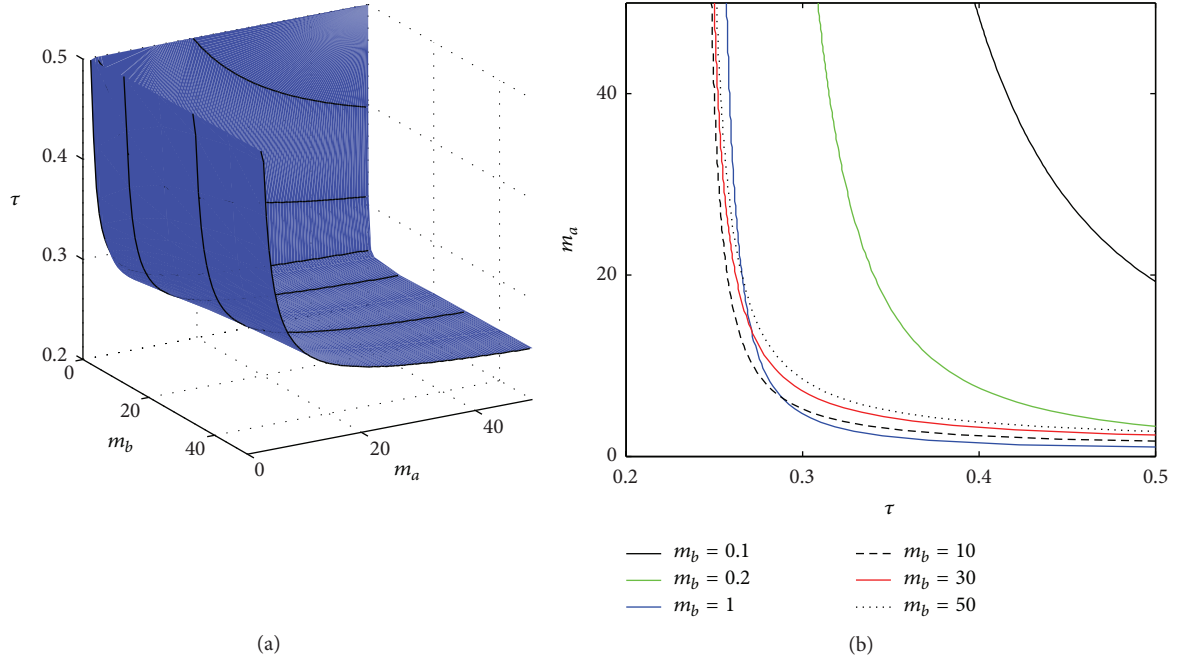 0.5
0.4
τ
0.3
0.2
0
20
m_b
40
0
20
m_a
40
(a)
40
m_a
20
0
0.2
0.3
0.4
0.5
τ
m_b = 0.1
m_b = 0.2
m_b = 1
m_b = 10
m_b = 30
m_b = 50
(b)